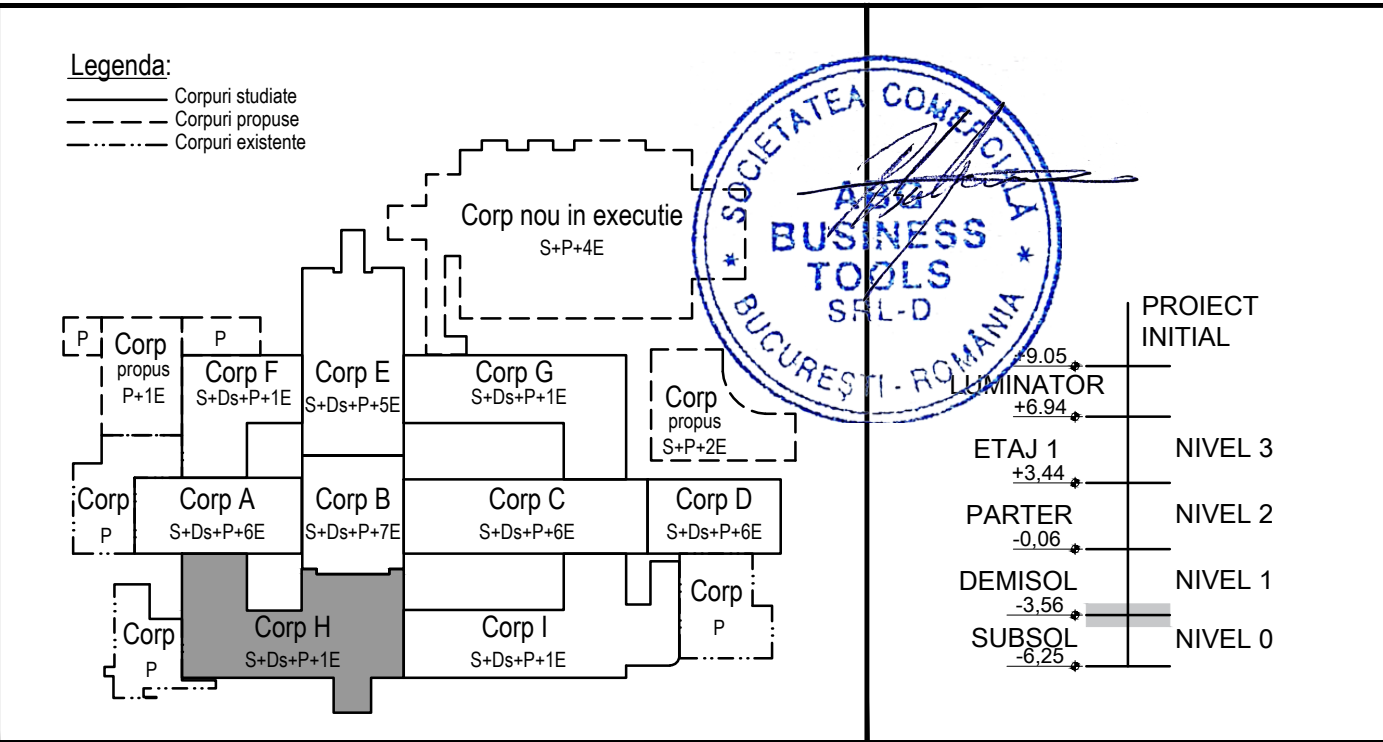 Legenda:
Corpuri studiate
Corpuri propuse
Corpuri existente
Corp nou in executie
S+P+4E
P
Corp
propus
P+1E
P
Corp F
S+Ds+P+1E
Corp E
S+Ds+P+5E
Corp G
S+Ds+P+1E
Corp
propus
S+P+2E
Corp
P
Corp A
S+Ds+P+6E
Corp B
S+Ds+P+7E
Corp C
S+Ds+P+6E
Corp D
S+Ds+P+6E
Corp
P
Corp H
S+Ds+P+1E
Corp I
S+Ds+P+1E
Corp
P
SOCIETATEA COMERCIALĂ
ABG
BUSINESS
TOOLS
SRL-D
* BUCUREȘTI - ROMÂNIA *
PROIECT
INITIAL
+9.05
LUMINATOR
+6.94
ETAJ 1
NIVEL 3
+3,44
PARTER
NIVEL 2
-0,06
DEMISOL
NIVEL 1
-3,56
SUBSOL
NIVEL 0
-6,25